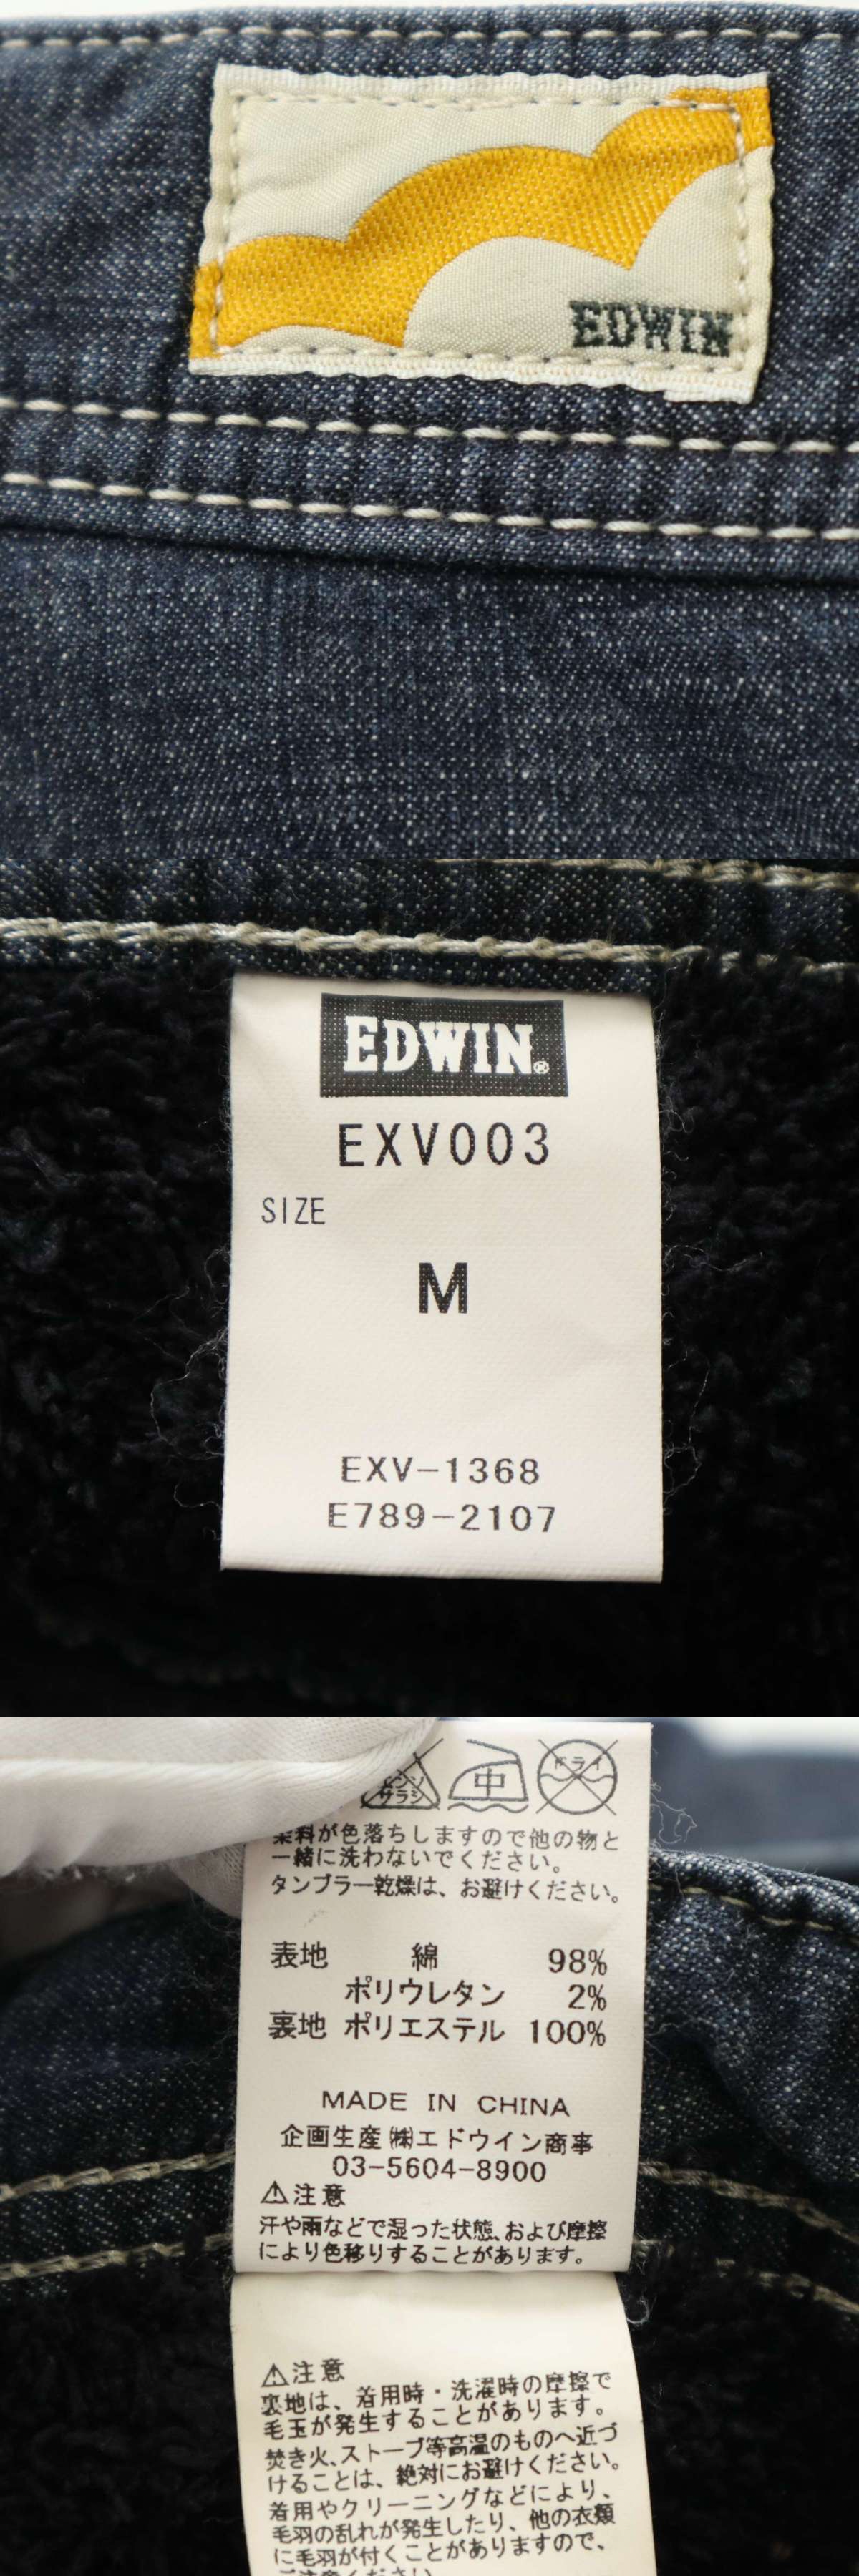 EDWIN
EDWIN®
EXV003
SIZE
M
EXV-1368
E789-2107
エンソ
サラシ
中
ドライ
染料が色落ちしますので他の物と
一緒に洗わないでください。
タンブラー乾燥は、お避けください。
表地 綿 98%
ポリウレタン 2%
裏地 ポリエステル 100%
MADE IN CHINA
企画生産 ㈱エドウイン商事
03-5604-8900
⚠注意
汗や雨などで湿った状態、および摩擦
により色移りすることがあります。
⚠注意
裏地は、着用時・洗濯時の摩擦で
毛玉が発生することがあります。
焚き火、ストーブ等高温のものへ近づ
けることは、絶対にお避けください。
着用やクリーニングなどにより、
毛羽の乱れが発生したり、他の衣類
に毛羽が付くことがありますので、